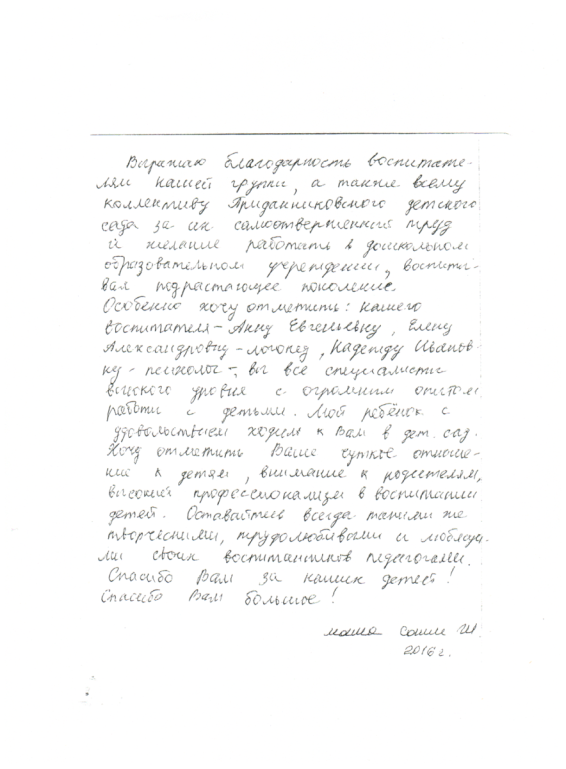 Выражаю благодарность воспитате-
лям нашей группы, а также всему
коллективу Приданниковского детского
сада за их самоотверженный труд
и желание работать в дошкольном
образовательном учреждении, воспиты-
вая подрастающее поколение.
Особенно хочу отметить: нашего
воспитателя - Анну Евгеньевну, Елену
Александровну - логопед, Надежду Иванов-
ну - психолог -, вы все специалисты
высокого уровня с огромным опытом
работы с детьми. Мой ребёнок с
удовольствием ходит к Вам в дет. сад.
Хочу отметить Ваше чуткое отноше-
ние к детям, внимание к родителям,
высокий профессионализм в воспитании
детей. Оставайтесь всегда такими же
творческими, трудолюбивыми и любящи-
ми своих воспитанников педагогами.
Спасибо Вам за наших детей!
Спасибо Вам большое!
мама Саши Ш.
2016 г.